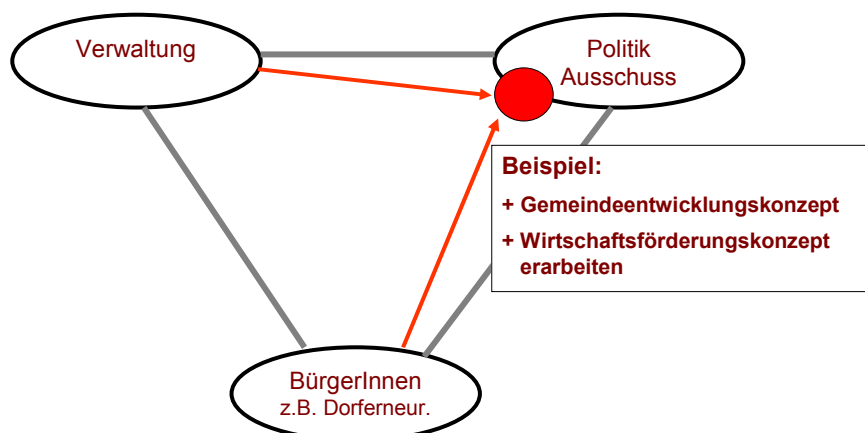 Verwaltung
Politik
Ausschuss
Beispiel:
+ Gemeindeentwicklungskonzept
+ Wirtschaftsförderungskonzept
erarbeiten
BürgerInnen
z.B. Dorferneur.